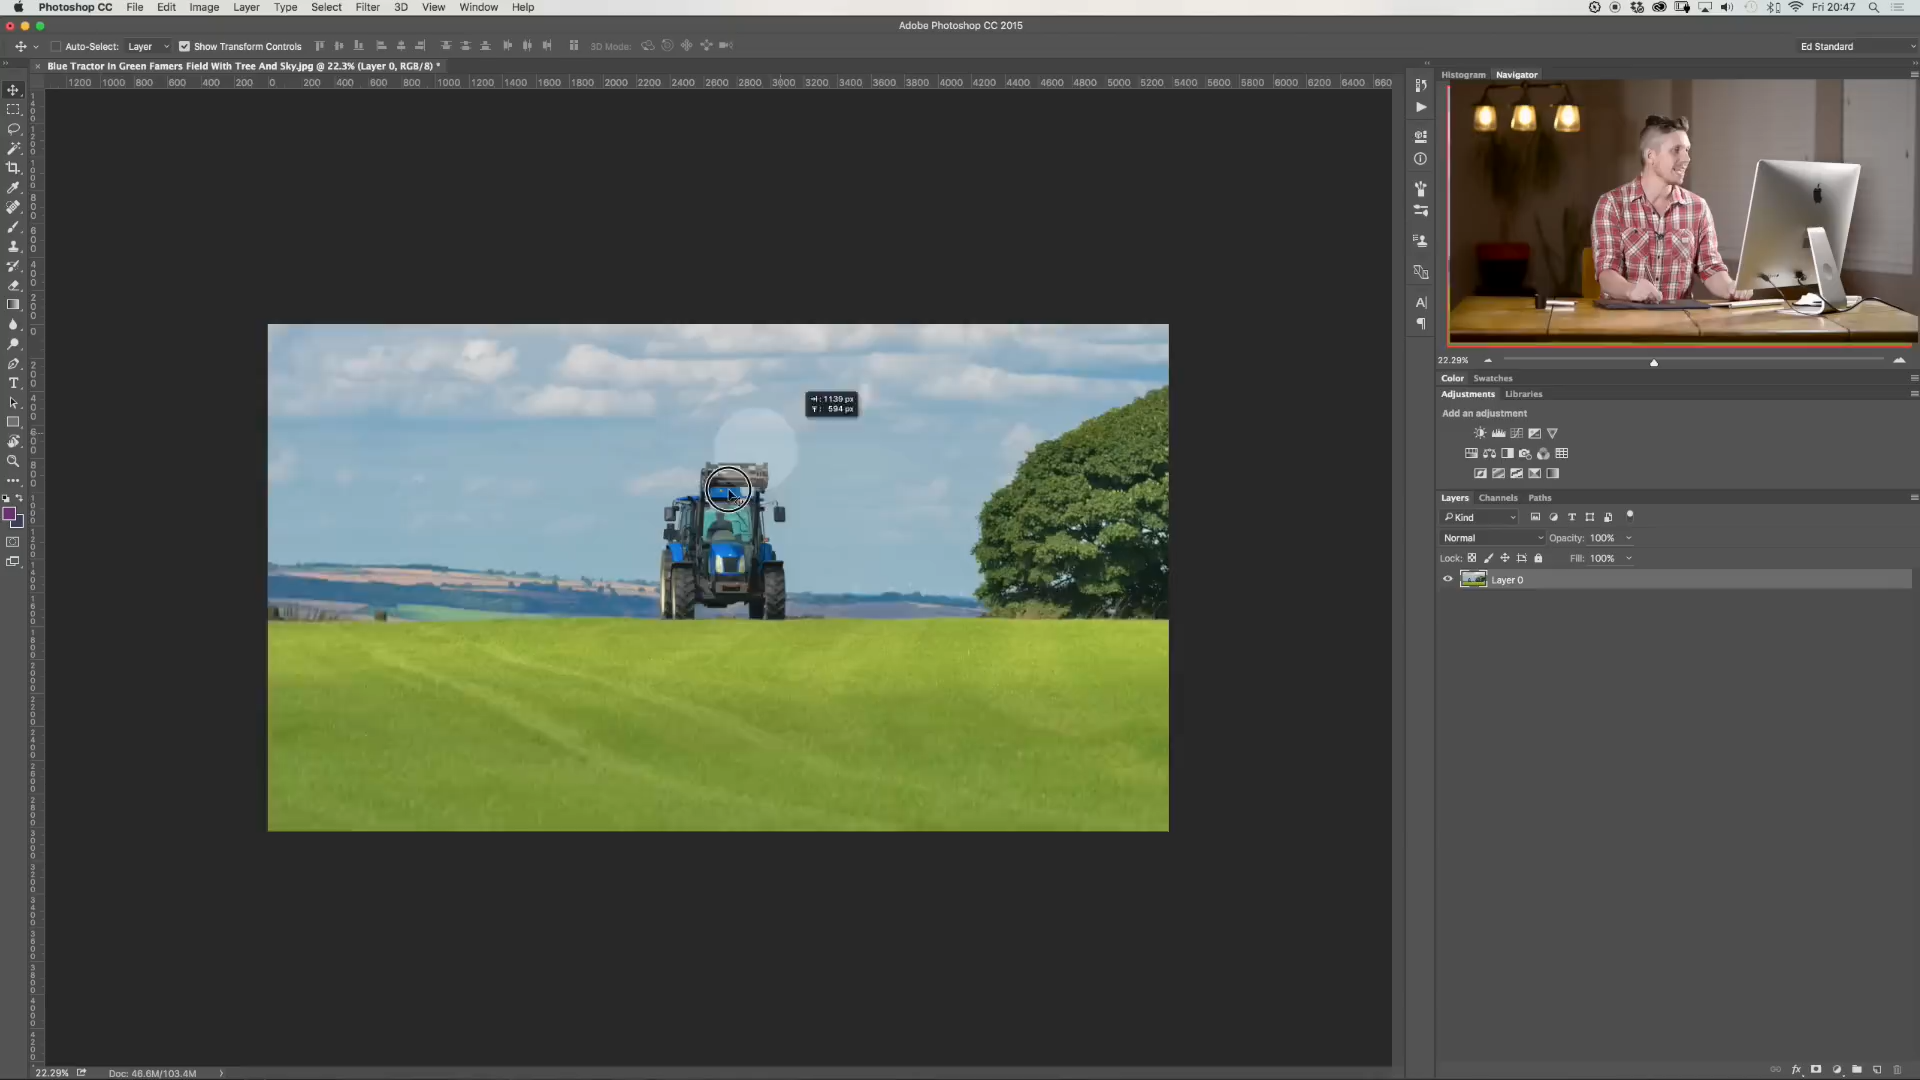 Photoshop CC File Edit Image Layer Type Select Filter 3D View Window Help Fri 20:47
Adobe Photoshop CC 2015
Auto-Select: Layer Show Transform Controls 3D Mode: Ed Standard
Blue Tractor In Green Famers Field With Tree And Sky.jpg @ 22.3% (Layer 0, RGB/8) *
1200 1000 800 600 400 200 0 200 400 600 800 1000 1200 1400 1600 1800 2000 2200 2400 2600 2800 3000 3200 3400 3600 3800 4000 4200 4400 4600 4800 5000 5200 5400 5600 5800 6000 6200 6400 660
Histogram Navigator
22.29%
Color Swatches
Adjustments Libraries
: 1139 px
: 594 px
Add an adjustment
Layers Channels Paths
Kind
Normal Opacity: 100%
Lock: Fill: 100%
Layer 0
22.29% Doc: 46.6M/103.4M